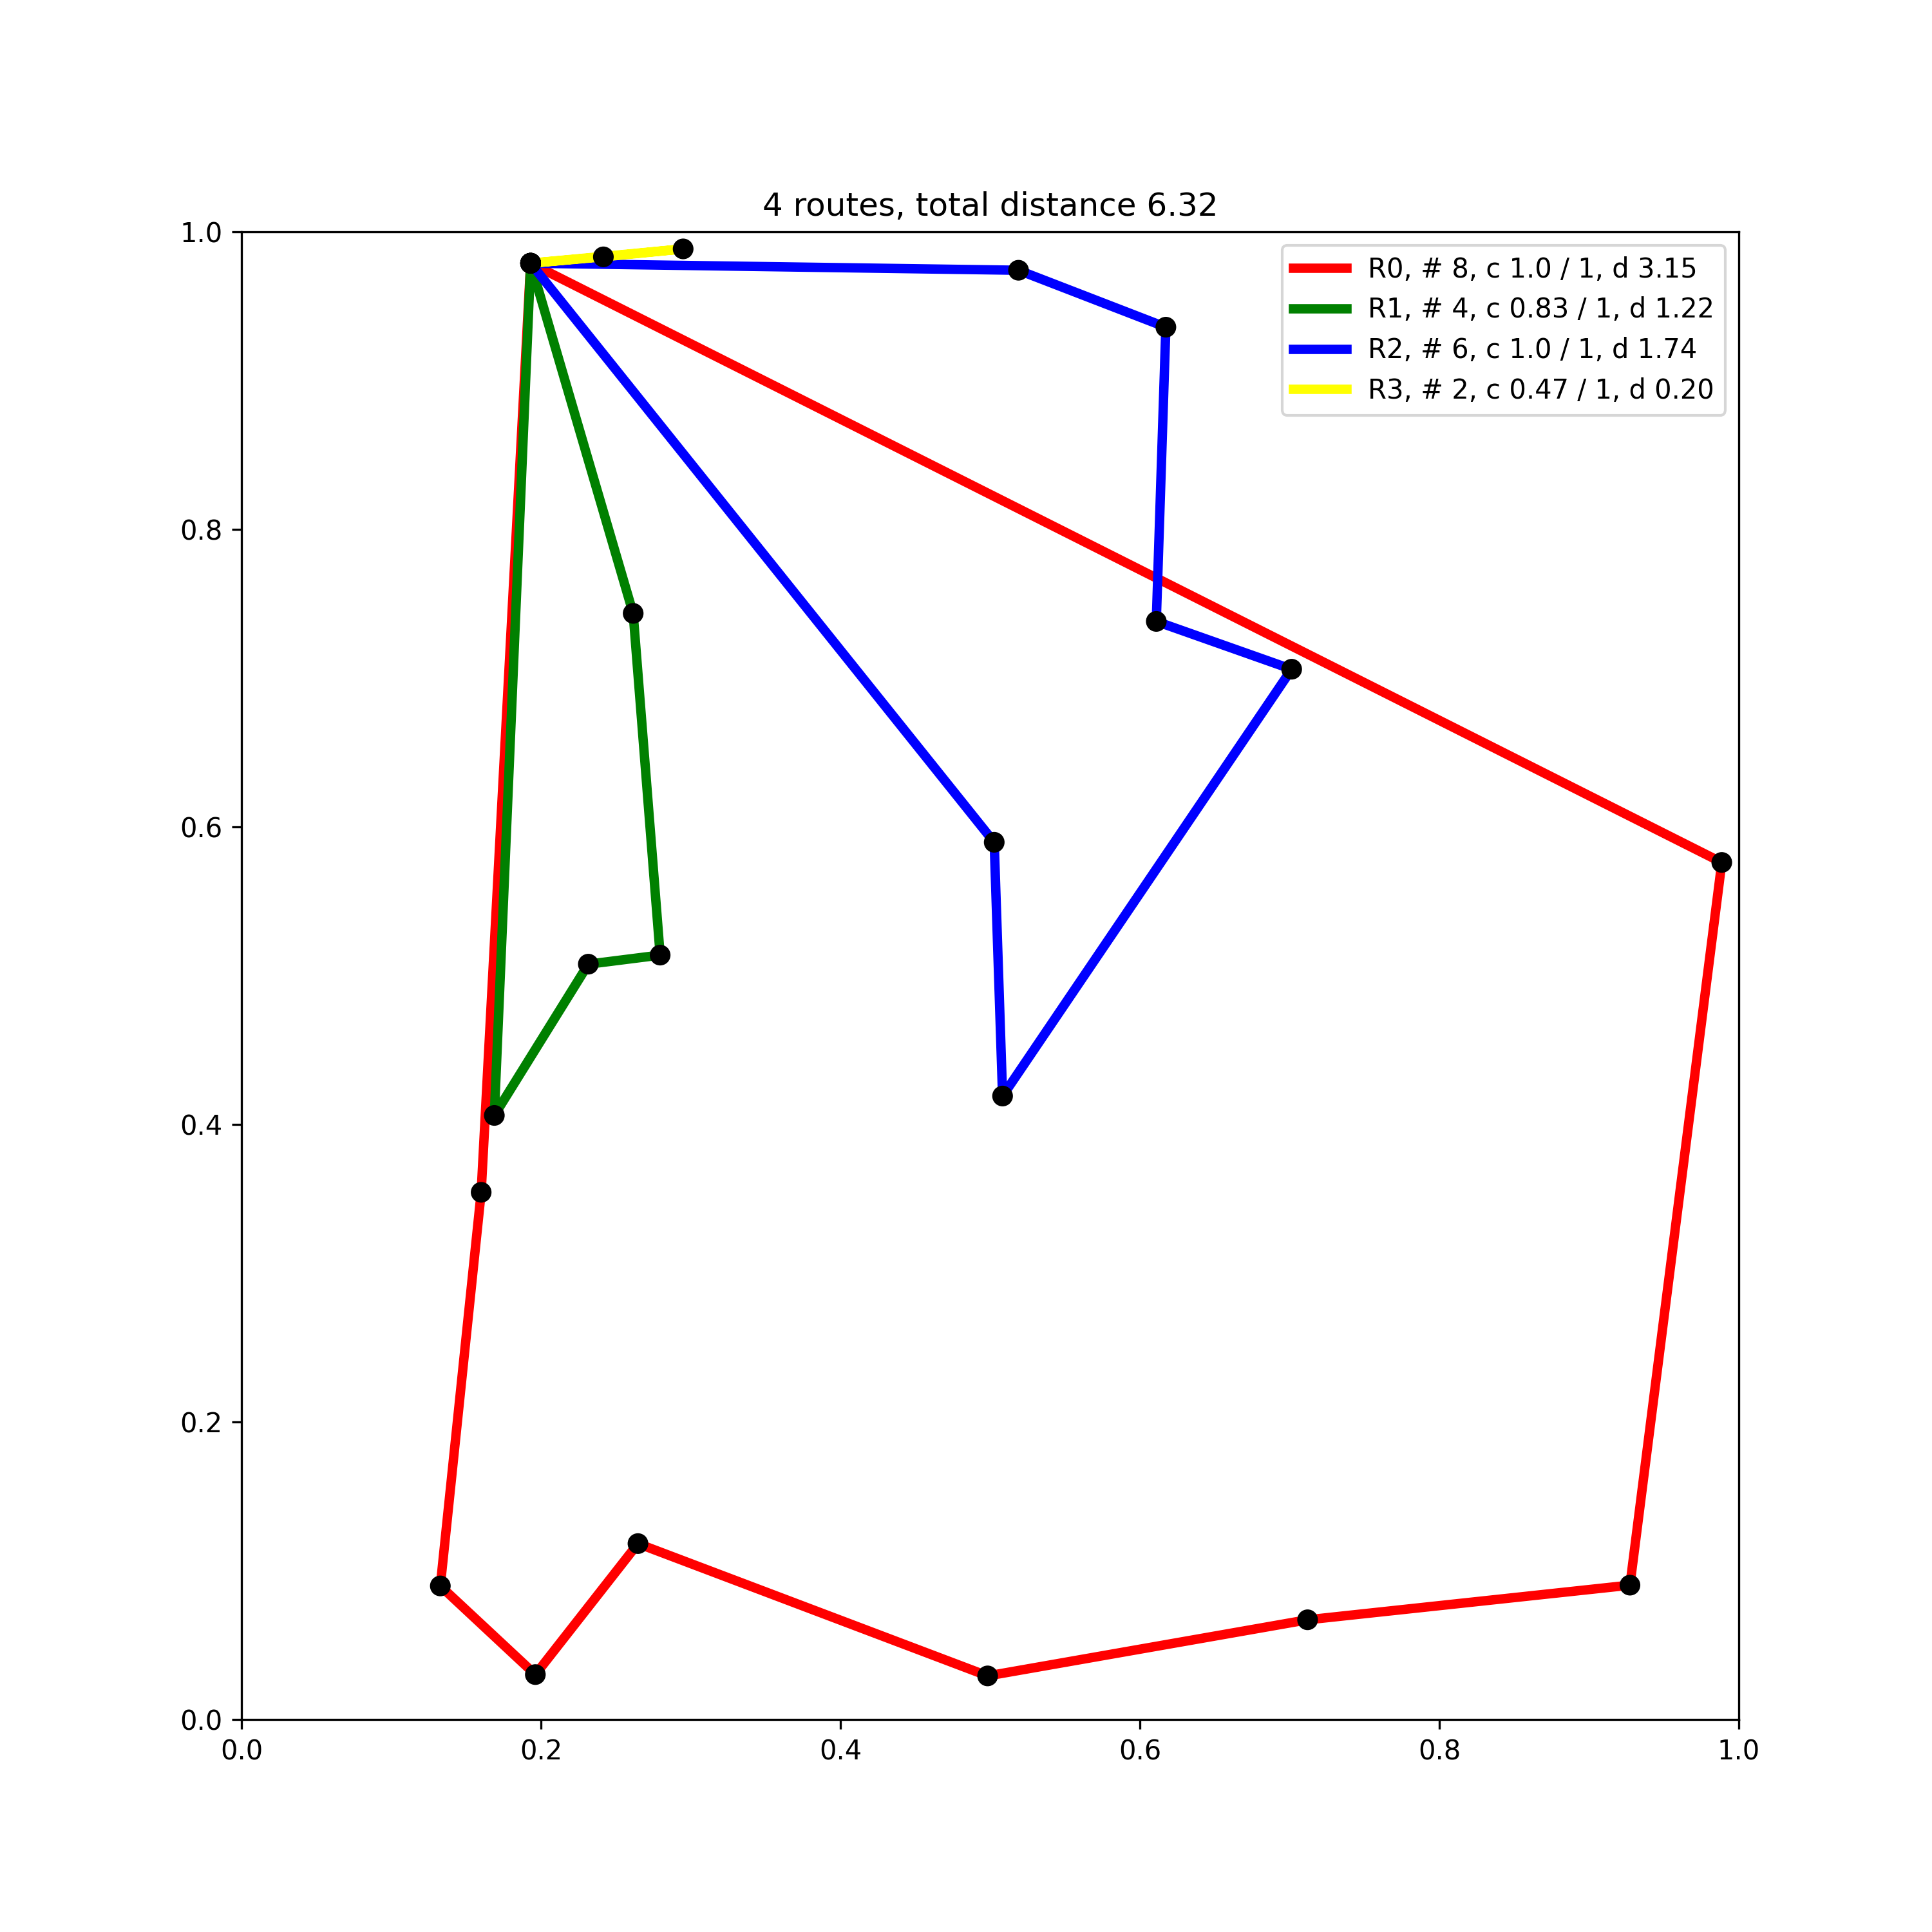 4 routes, total distance 6.32
1.0
0.8
0.6
0.4
0.2
0.0
R0, # 8, c 1.0 / 1, d 3.15
R1, # 4, c 0.83 / 1, d 1.22
R2, # 6, c 1.0 / 1, d 1.74
R3, # 2, c 0.47 / 1, d 0.20
0.0 0.2 0.4 0.6 0.8 1.0